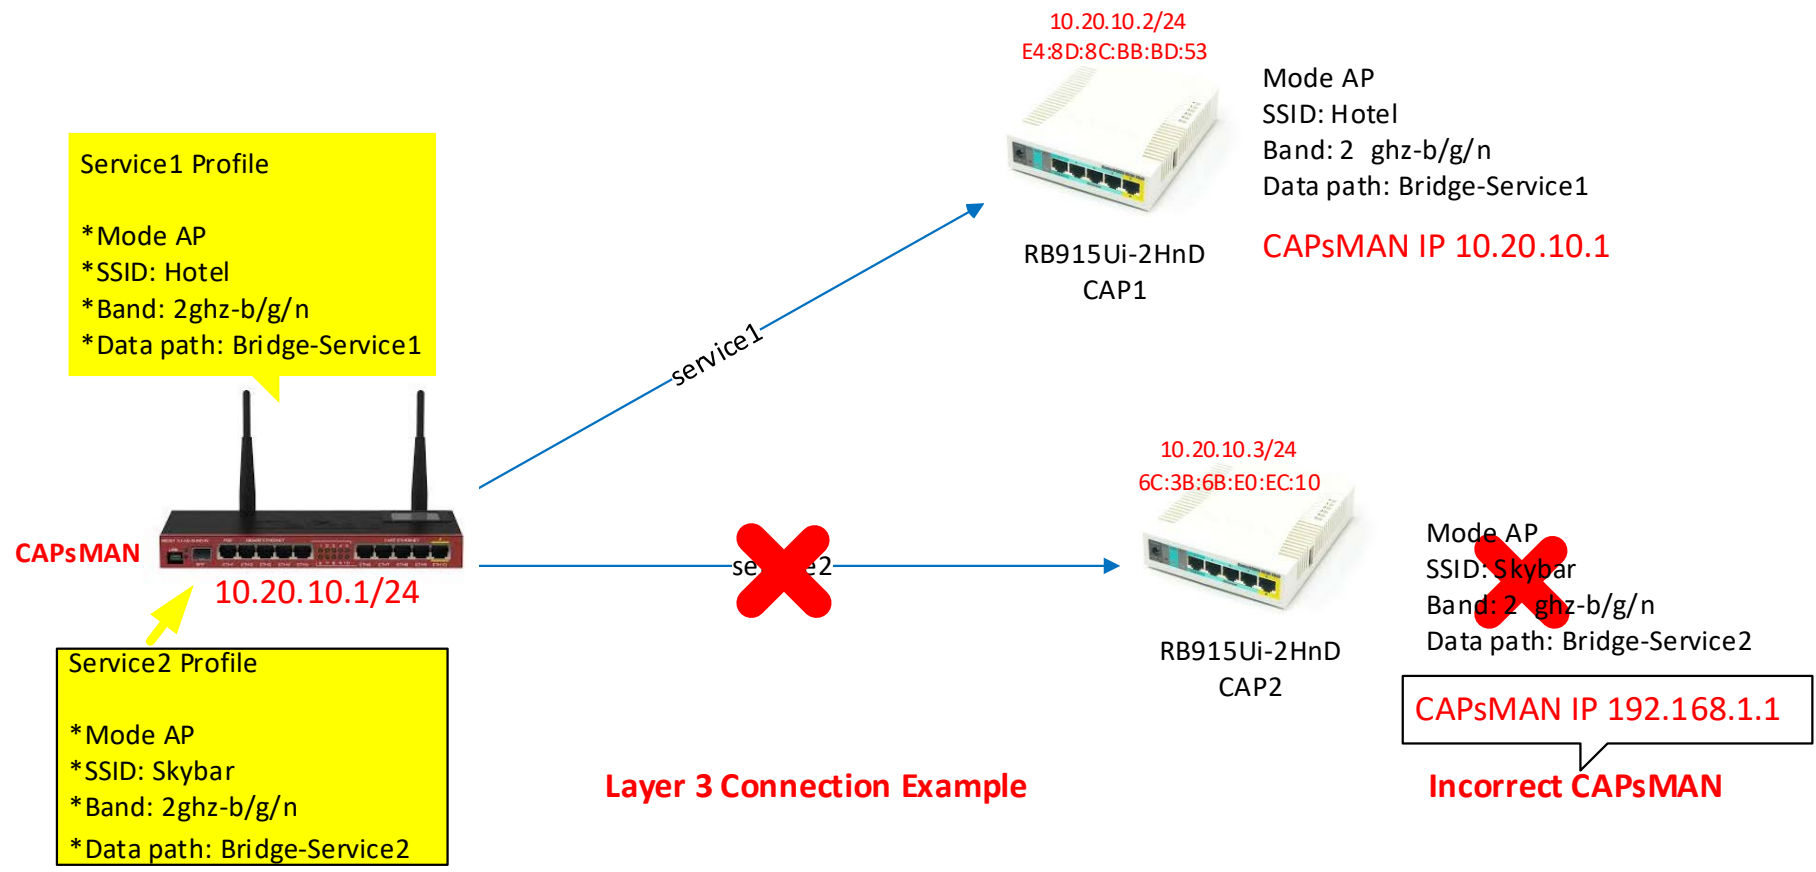 10.20.10.2/24
E4:8D:8C:BB:BD:53
Mode AP
SSID: Hotel
Band: 2 ghz-b/g/n
Data path: Bridge-Service1
CAPsMAN IP 10.20.10.1
RB915Ui-2HnD
CAP1
Service1 Profile
*Mode AP
*SSID: Hotel
*Band: 2ghz-b/g/n
*Data path: Bridge-Service1
service1
10.20.10.3/24
6C:3B:6B:E0:EC:10
CAPsMAN
10.20.10.1/24
Mode AP
SSID: Skybar
Band: 2 ghz-b/g/n
Data path: Bridge-Service2
RB915Ui-2HnD
CAP2
CAPsMAN IP 192.168.1.1
Incorrect CAPsMAN
Service2 Profile
*Mode AP
*SSID: Skybar
*Band: 2ghz-b/g/n
*Data path: Bridge-Service2
Layer 3 Connection Example